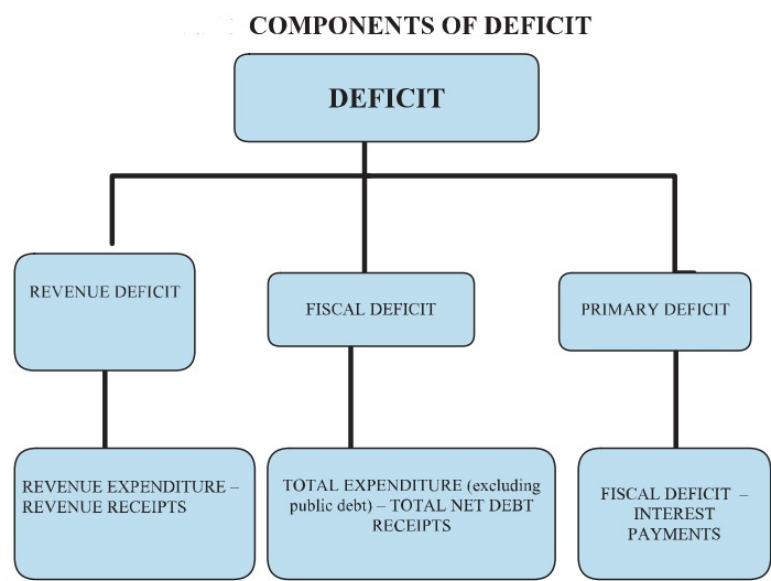 COMPONENTS OF DEFICIT
DEFICIT
REVENUE DEFICIT
FISCAL DEFICIT
PRIMARY DEFICIT
REVENUE EXPENDITURE –
REVENUE RECEIPTS
TOTAL EXPENDITURE (excluding
public debt) – TOTAL NET DEBT
RECEIPTS
FISCAL DEFICIT –
INTEREST
PAYMENTS